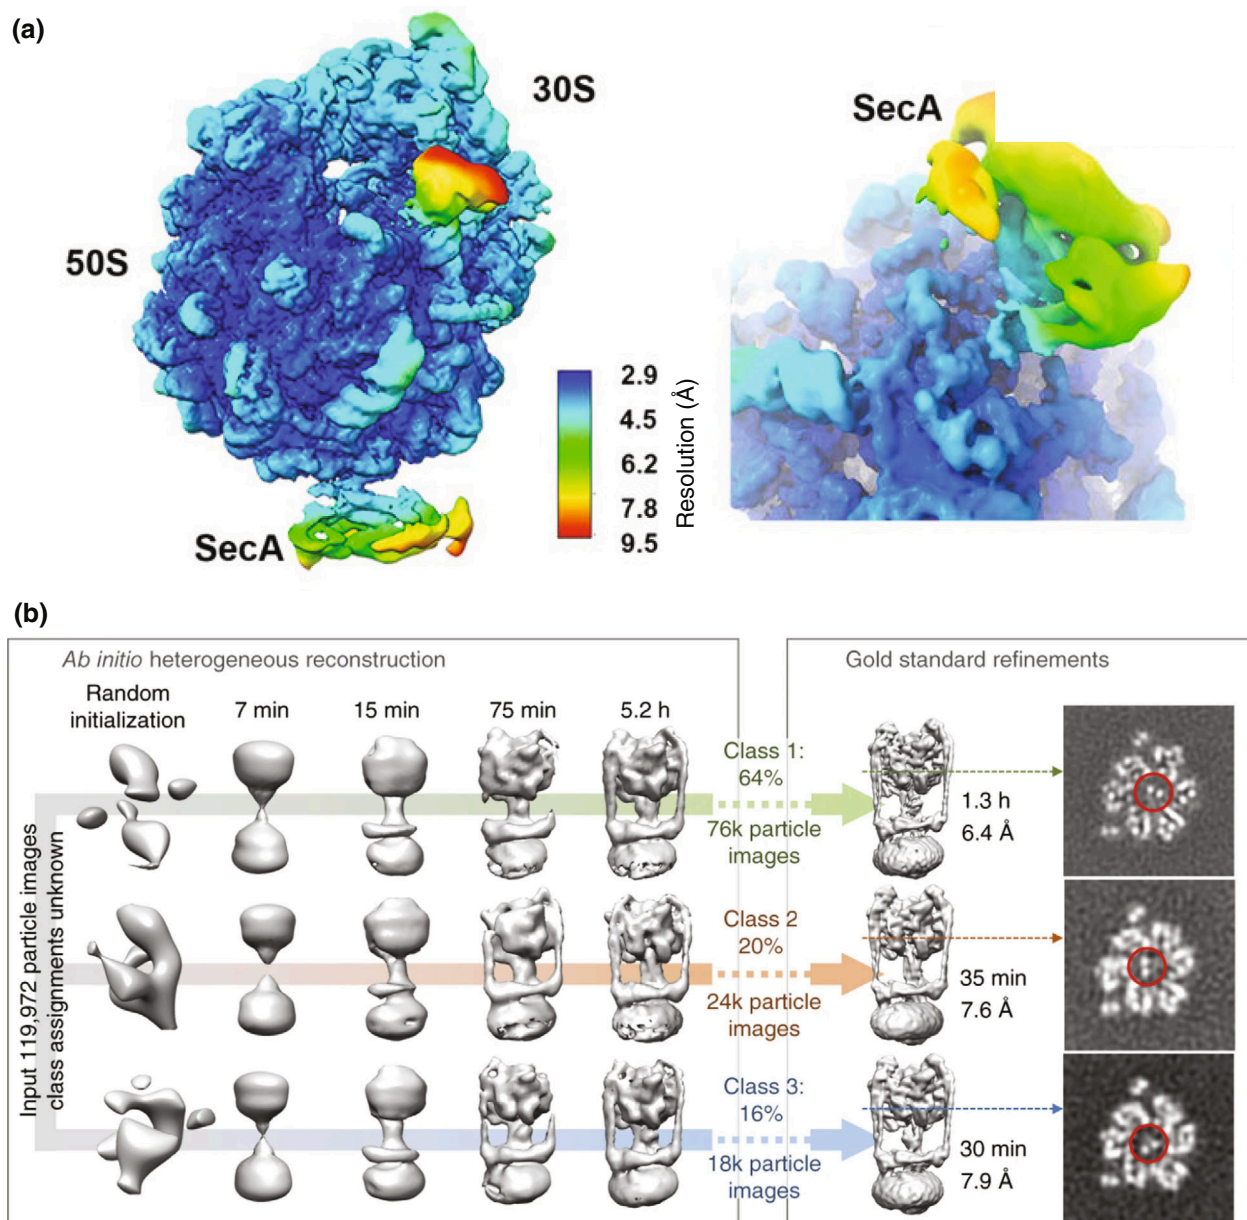 (a)
30S
50S
SecA
SecA
2.9
4.5
6.2
7.8
9.5
Resolution (Å)
(b)
Ab initio heterogeneous reconstruction
Gold standard refinements
Random
initialization
7 min
15 min
75 min
5.2 h
Input 119,972 particle images
class assignments unknown
Class 1:
64%
76k particle
images
1.3 h
6.4 Å
Class 2
20%
24k particle
images
35 min
7.6 Å
Class 3:
16%
18k particle
images
30 min
7.9 Å